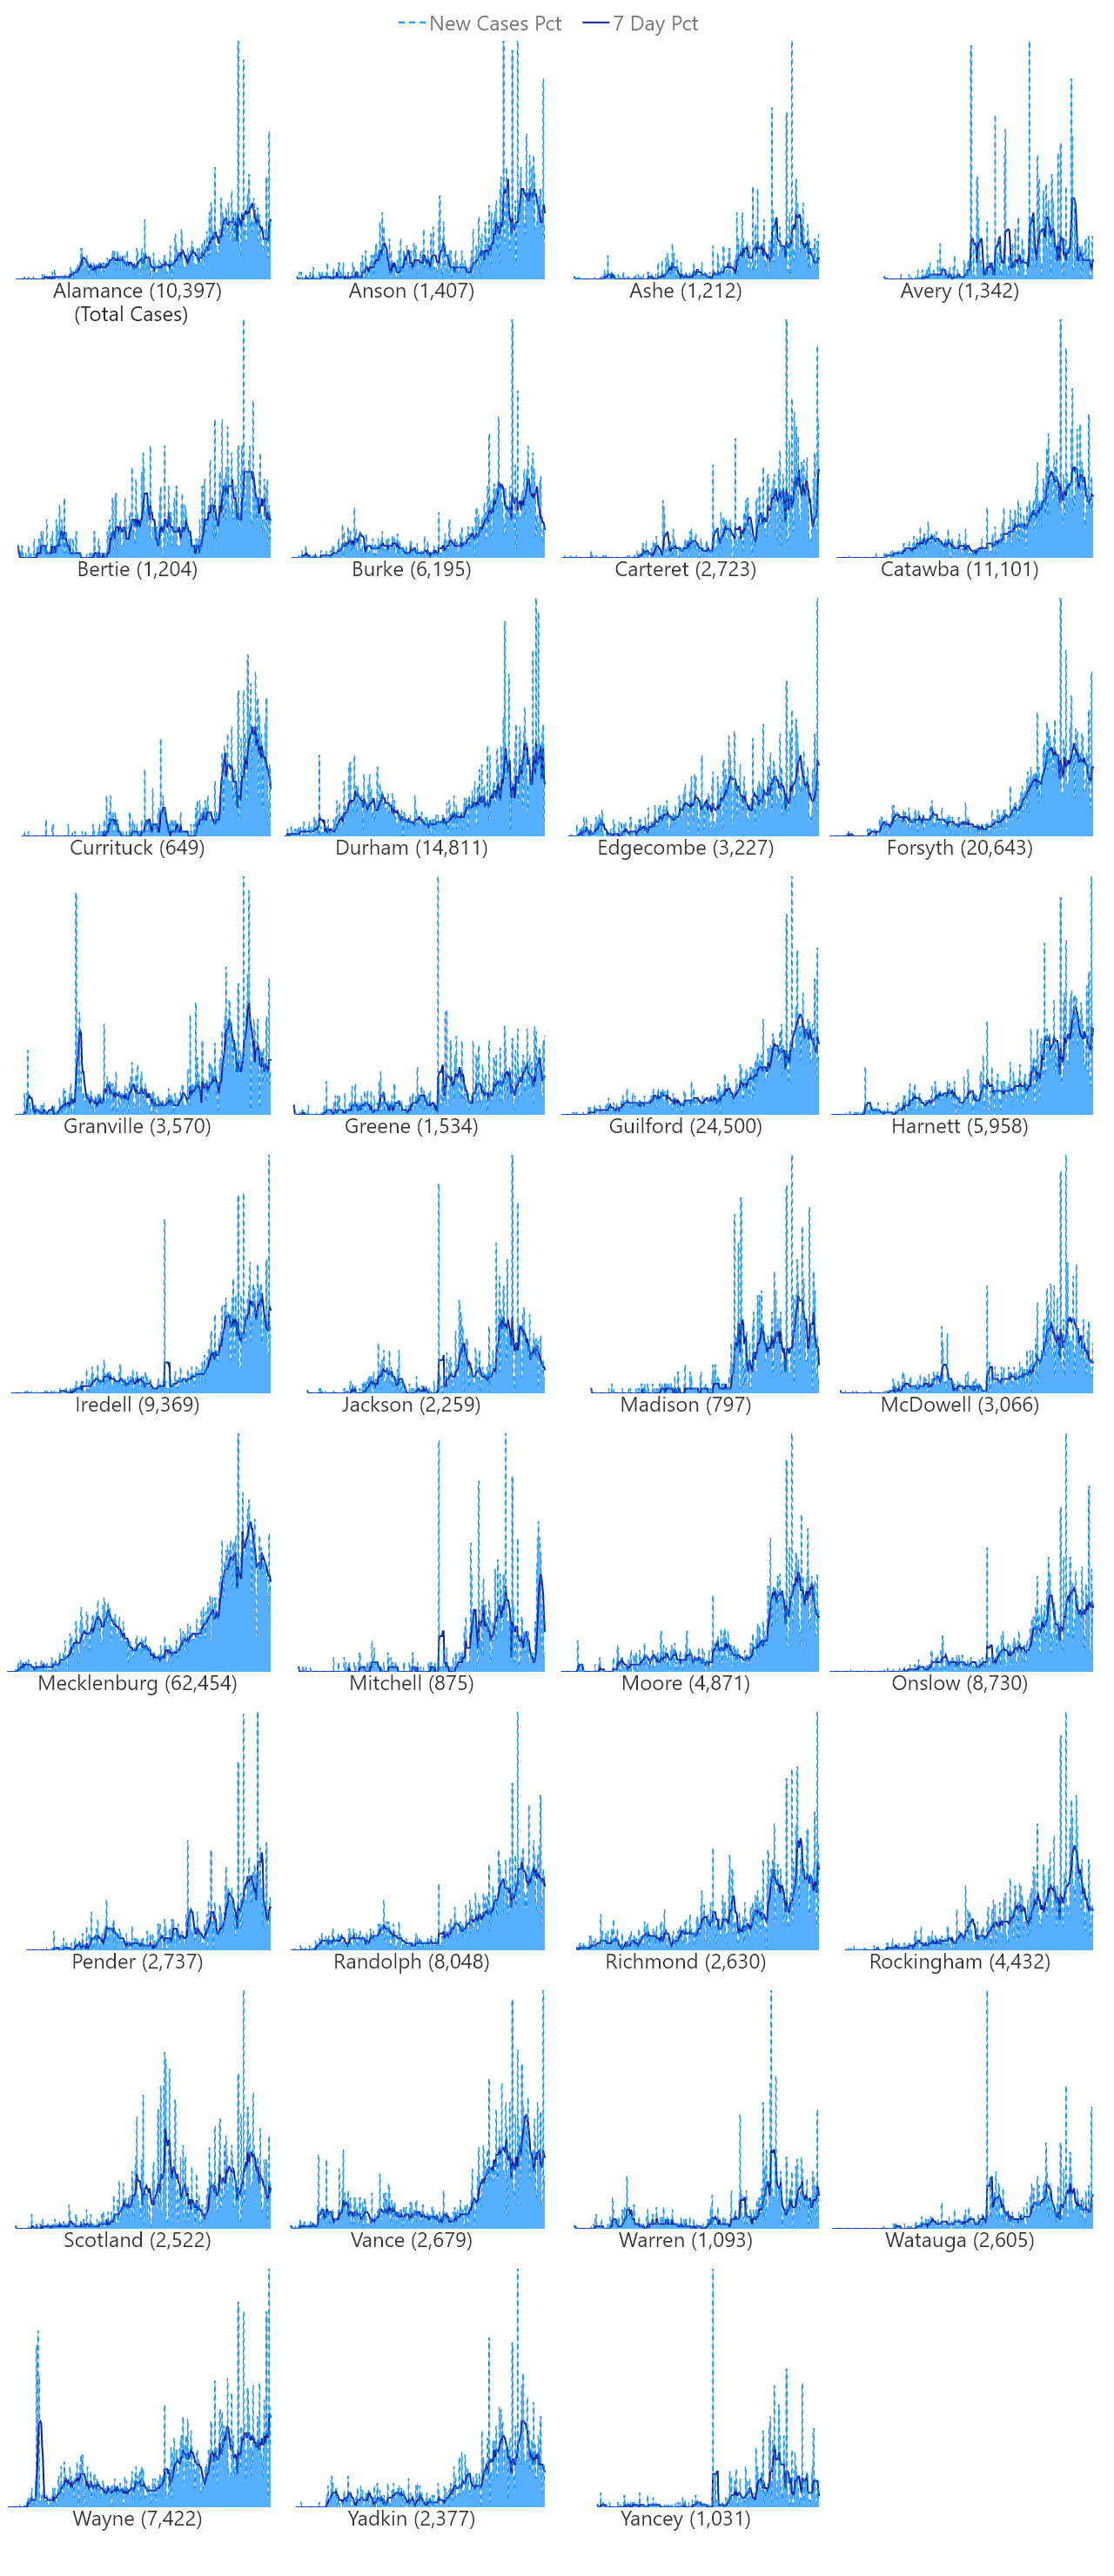 New Cases Pct 7 Day Pct
Alamance (10,397) Anson (1,407) Ashe (1,212) Avery (1,342)
(Total Cases)
Bertie (1,204) Burke (6,195) Carteret (2,723) Catawba (11,101)
Currituck (649) Durham (14,811) Edgecombe (3,227) Forsyth (20,643)
Granville (3,570) Greene (1,534) Guilford (24,500) Harnett (5,958)
Iredell (9,369) Jackson (2,259) Madison (797) McDowell (3,066)
Mecklenburg (62,454) Mitchell (875) Moore (4,871) Onslow (8,730)
Pender (2,737) Randolph (8,048) Richmond (2,630) Rockingham (4,432)
Scotland (2,522) Vance (2,679) Warren (1,093) Watauga (2,605)
Wayne (7,422) Yadkin (2,377) Yancey (1,031)